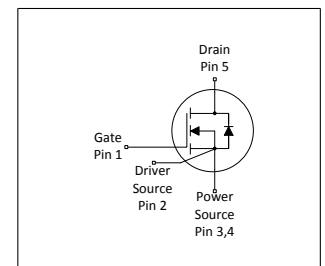 Drain
Pin 5
Gate
Pin 1
Driver
Source
Pin 2
Power
Source
Pin 3,4